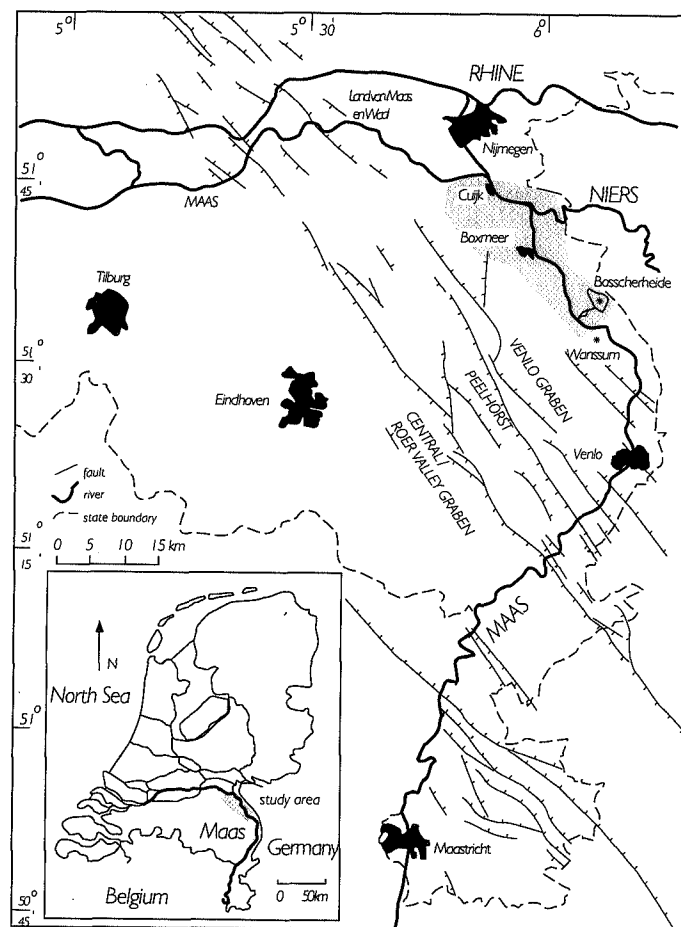 5°
5° 30'
6°
RHINE
Land van Maas
en Waal
Nijmegen
51°
45'
MAAS
Cuijk
NIERS
Boxmeer
Tilburg
Bosscherheide
51°
30'
Wanssum
VENLO GRABEN
PEELHORST
Eindhoven
CENTRAL /
ROER VALLEY GRABEN
Venlo
fault
river
state boundary
0 5 10 15 km
51°
15'
MAAS
N
North Sea
51°
study area
Maas
Germany
Maastricht
Belgium
0 50km
50°
45'